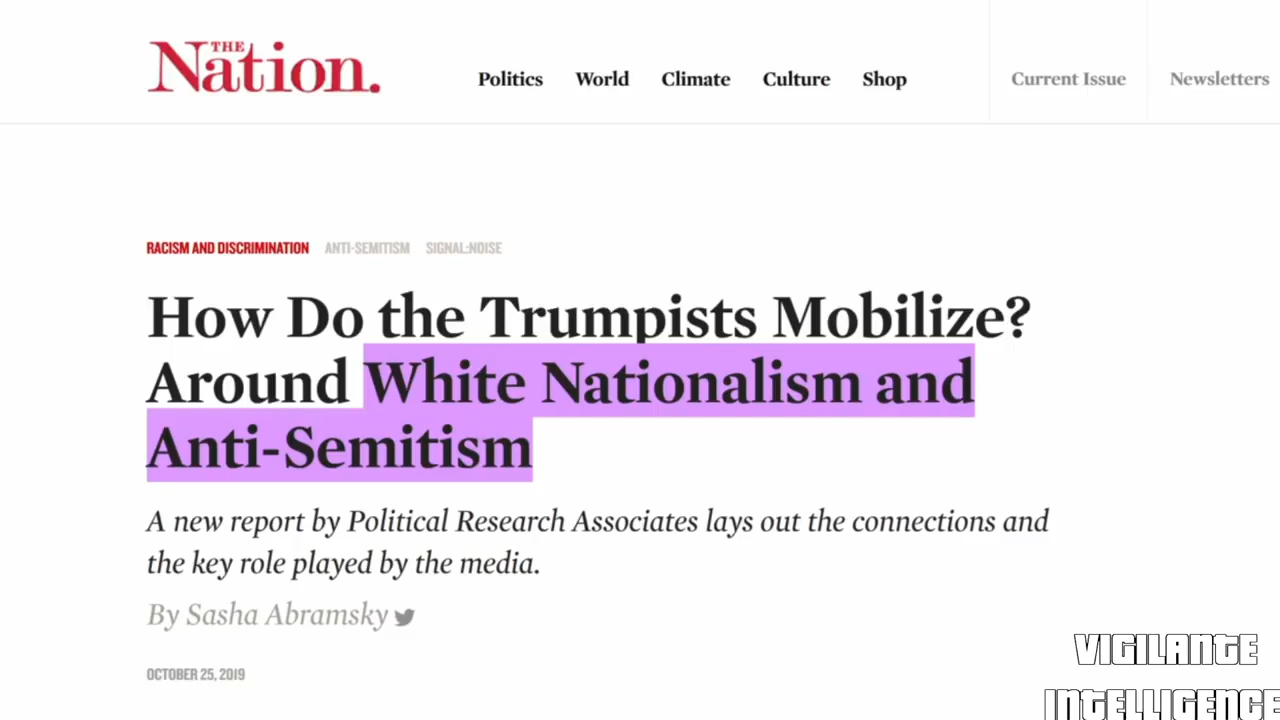 THE
Nation.
Politics World Climate Culture Shop Current Issue Newsletters
RACISM AND DISCRIMINATION ANTI-SEMITISM SIGNAL:NOISE
How Do the Trumpists Mobilize?
Around White Nationalism and
Anti-Semitism
A new report by Political Research Associates lays out the connections and
the key role played by the media.
By Sasha Abramsky
OCTOBER 25, 2019
VIGILANTE
INTELLIGENCE